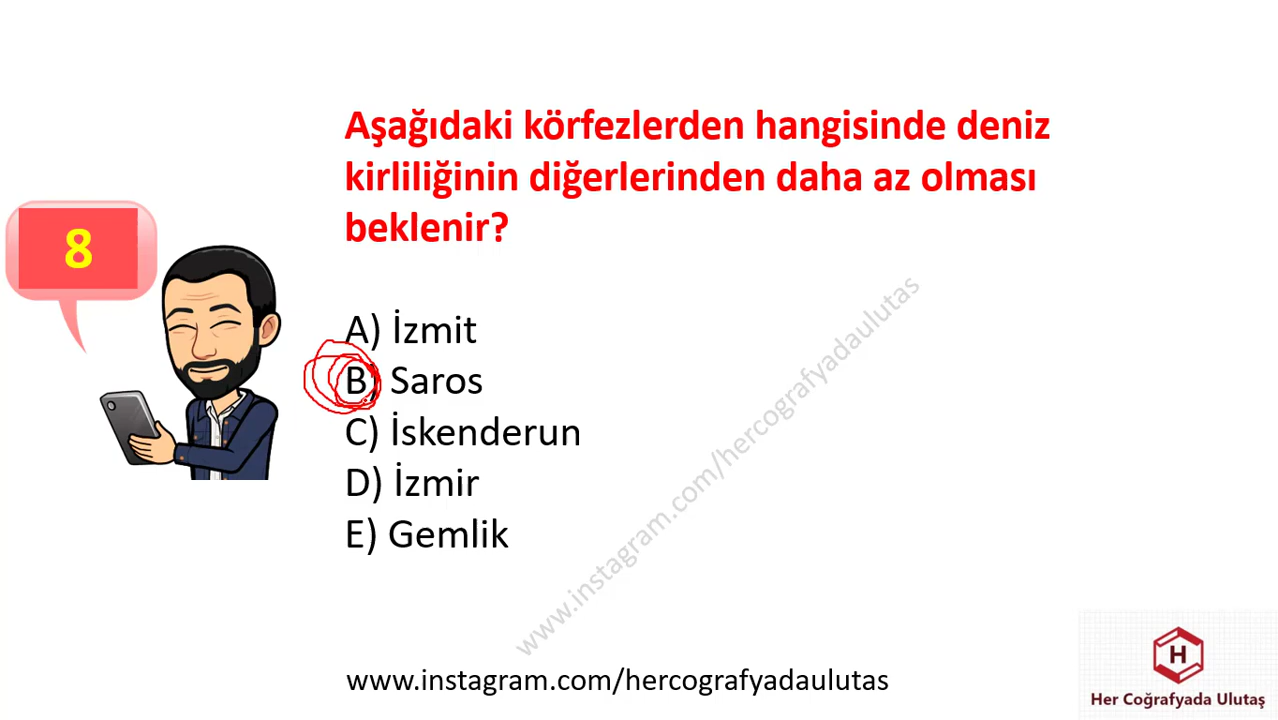 Aşağıdaki körfezlerden hangisinde deniz
kirliliğinin diğerlerinden daha az olması
beklenir?
8
A) İzmit
B) Saros
C) İskenderun
D) İzmir
E) Gemlik
www.instagram.com/hercografyadaulutas
www.instagram.com/hercografyadaulutas
H
Her Coğrafyada Ulutaş